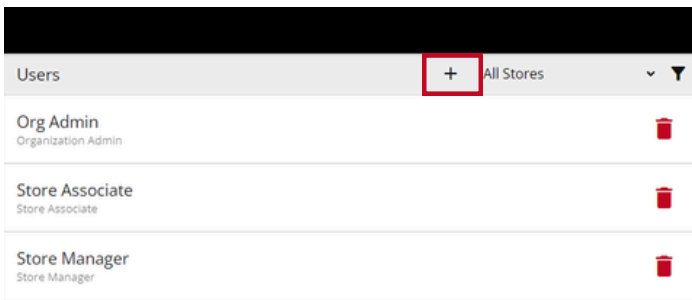 Users + All Stores
Org Admin
Organization Admin
Store Associate
Store Associate
Store Manager
Store Manager